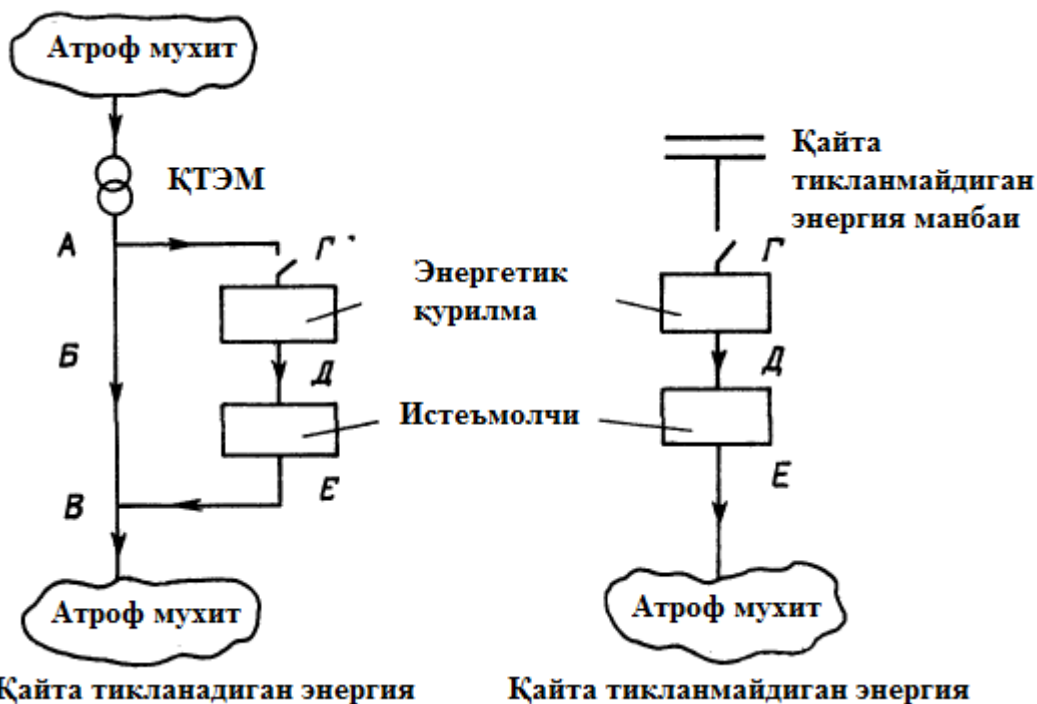 Атроф мухит
ҚТЭМ
А
Б
В
Г
Д
Е
Атроф мухит
Қайта тикланадиган энергия
Энергетик
қурилма
Истеъмолчи
Қайта
тикланмайдиган
энергия манбаи
Г
Д
Е
Атроф мухит
Қайта тикланмайдиган энергия